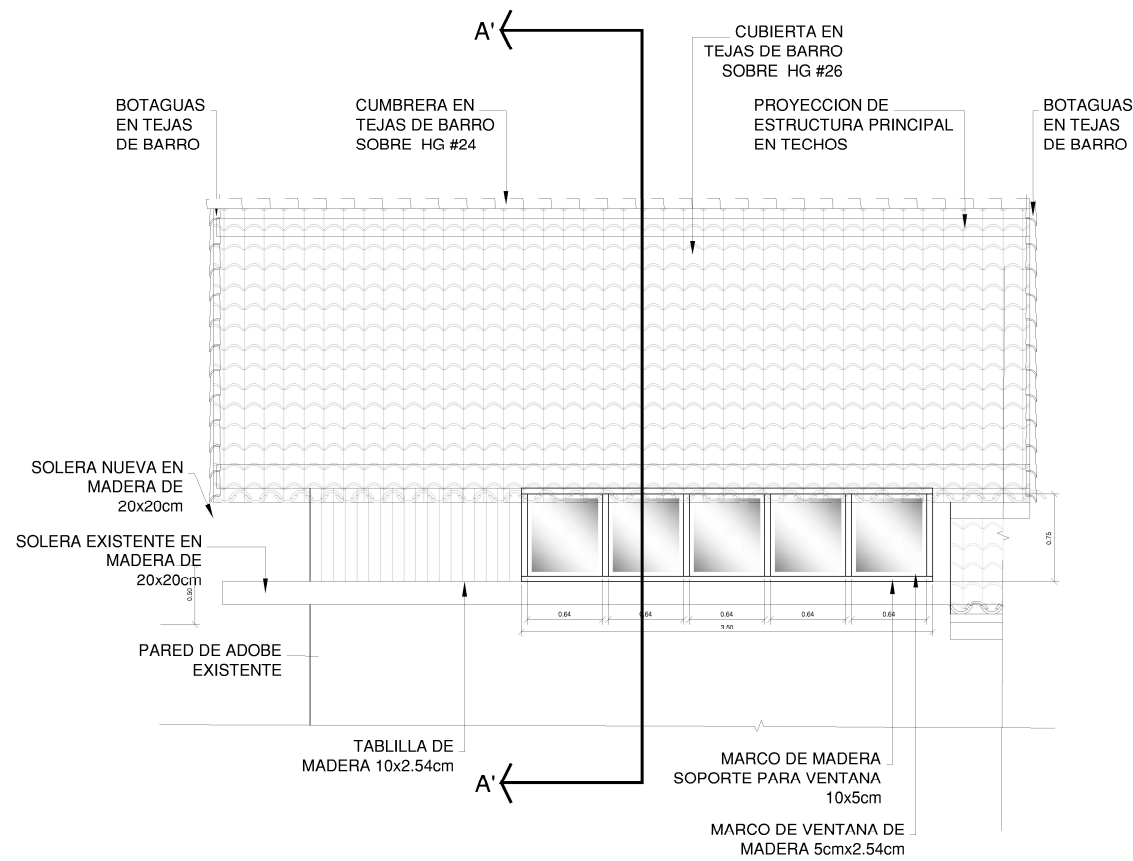 A'
CUBIERTA EN
TEJAS DE BARRO
SOBRE HG #26
BOTAGUAS
EN TEJAS
DE BARRO
CUMBRERA EN
TEJAS DE BARRO
SOBRE HG #24
PROYECCION DE
ESTRUCTURA PRINCIPAL
EN TECHOS
BOTAGUAS
EN TEJAS
DE BARRO
SOLERA NUEVA EN
MADERA DE
20x20cm
SOLERA EXISTENTE EN
MADERA DE
20x20cm
0.50
0.75
0.64
0.64
0.64
0.64
0.64
3.60
PARED DE ADOBE
EXISTENTE
TABLILLA DE
MADERA 10x2.54cm
A'
MARCO DE MADERA
SOPORTE PARA VENTANA
10x5cm
MARCO DE VENTANA DE
MADERA 5cmx2.54cm